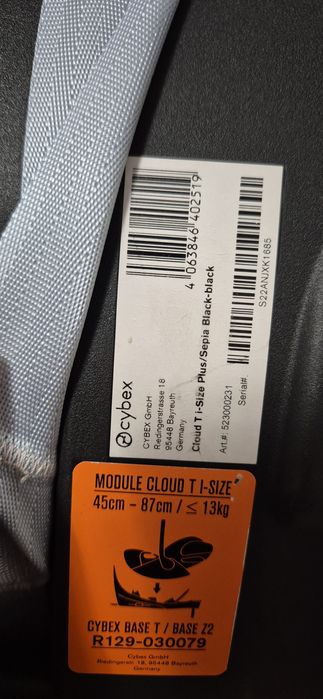 4 063846 402519
S22ANJXK1685
Serial#.
Cloud T i-Size Plus/Sepia Black-black
Art.#: 523000231
cybex
CYBEX GmbH
Riedingerstrasse 18
95448 Bayreuth
Germany
MODULE CLOUD T I-SIZE
45cm - 87cm / ≤ 13kg
CYBEX BASE T / BASE Z2
R129-030079
Cybex GmbH
Riedingerstr. 18, 95448 Bayreuth
Germany